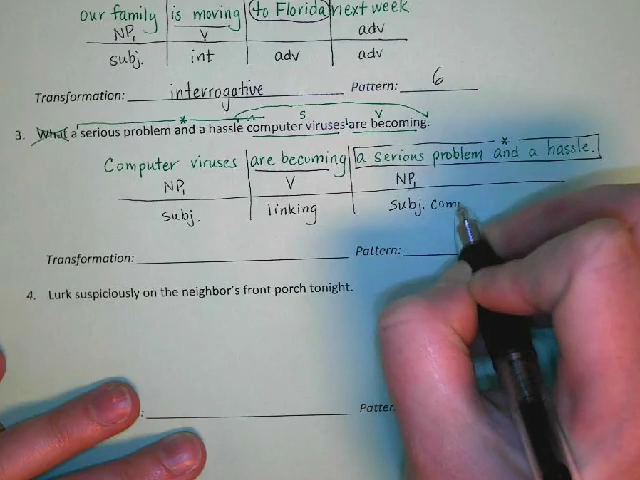 our family is moving to Florida next week
NP₁ V adv
subj. int adv adv
Transformation: interrogative Pattern: 6
* S V
3. What a serious problem and a hassle computer viruses are becoming.
*
Computer viruses are becoming a serious problem and a hassle.
NP₁ V NP₁
subj. linking subj. com
Transformation: Pattern:
4. Lurk suspiciously on the neighbor's front porch tonight.
: Patter